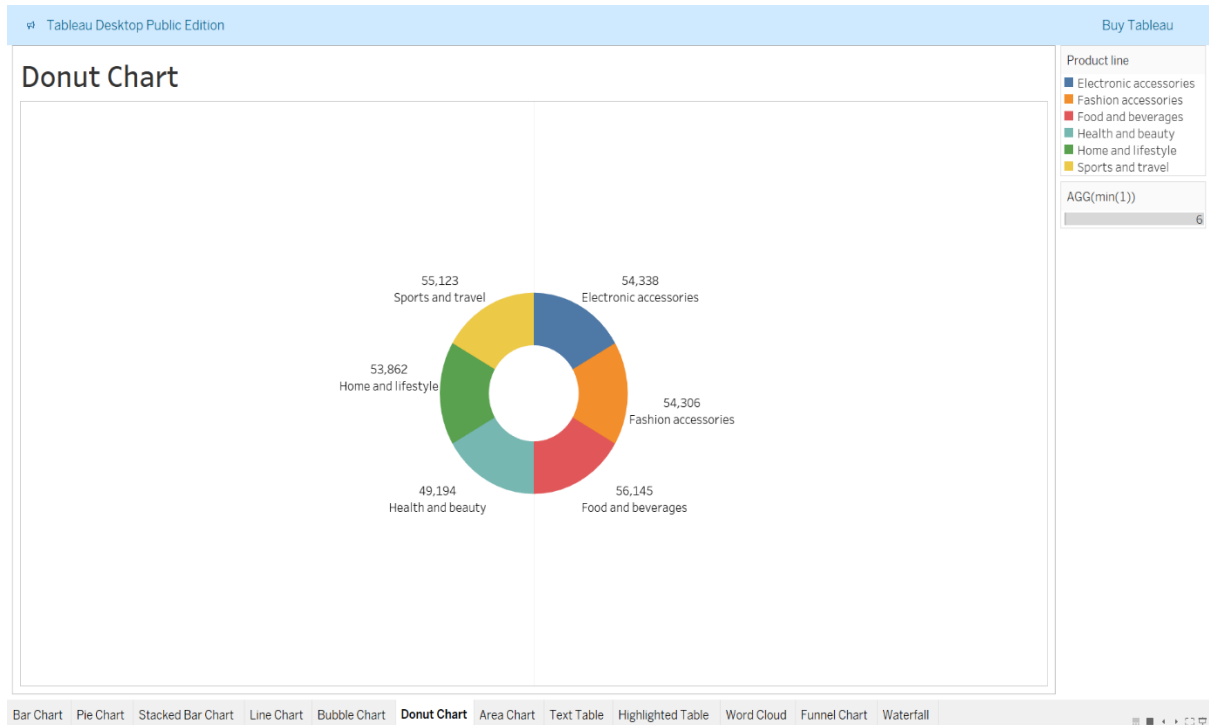 Tableau Desktop Public Edition
Buy Tableau
Donut Chart
Product line
Electronic accessories
Fashion accessories
Food and beverages
Health and beauty
Home and lifestyle
Sports and travel
AGG(min(1))
6
55,123
Sports and travel
54,338
Electronic accessories
53,862
Home and lifestyle
54,306
Fashion accessories
49,194
Health and beauty
56,145
Food and beverages
Bar Chart Pie Chart Stacked Bar Chart Line Chart Bubble Chart Donut Chart Area Chart Text Table Highlighted Table Word Cloud Funnel Chart Waterfall